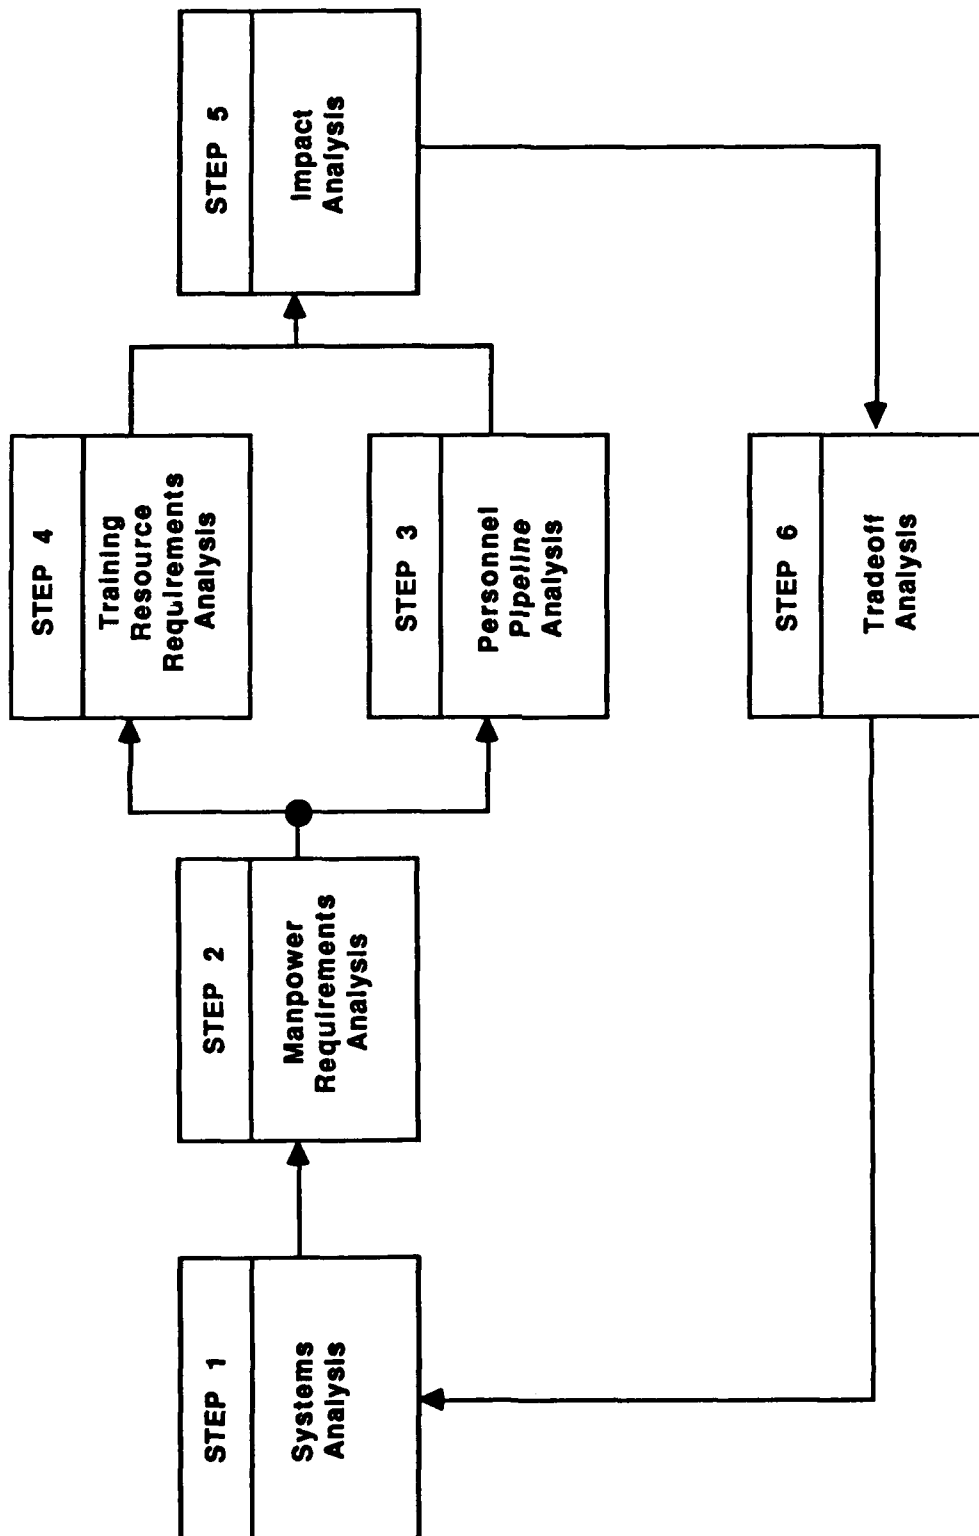 STEP 1
Systems
Analysis
STEP 2
Manpower
Requirements
Analysis
STEP 4
Training
Resource
Requirements
Analysis
STEP 3
Personnel
Pipeline
Analysis
STEP 5
Impact
Analysis
STEP 6
Tradeoff
Analysis